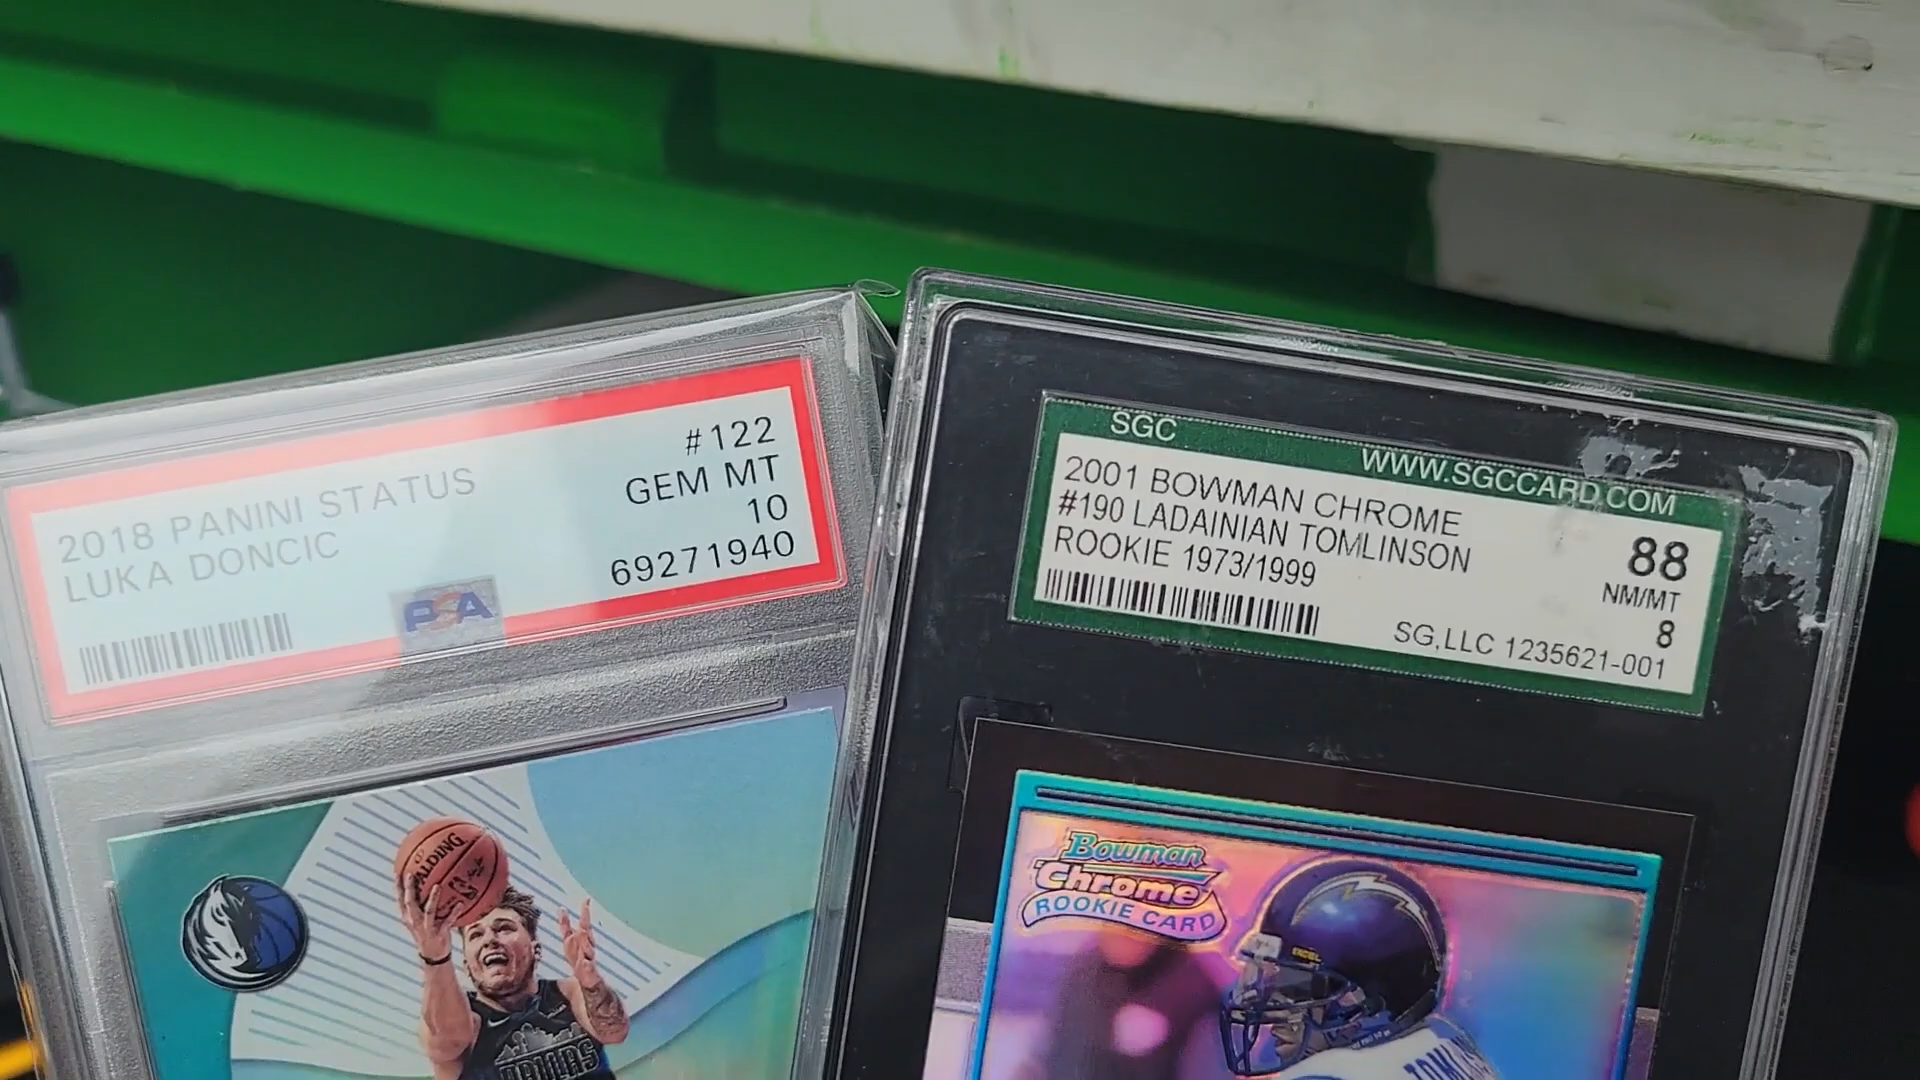 #122
2018 PANINI STATUS GEM MT
LUKA DONCIC 10
69271940
PSA
SPALDING
DALLAS
SGC WWW.SGCCARD.COM
2001 BOWMAN CHROME
#190 LADAINIAN TOMLINSON
ROOKIE 1973/1999
88
NM/MT
8
SG,LLC 1235621-001
Bowman
Chrome
ROOKIE CARD